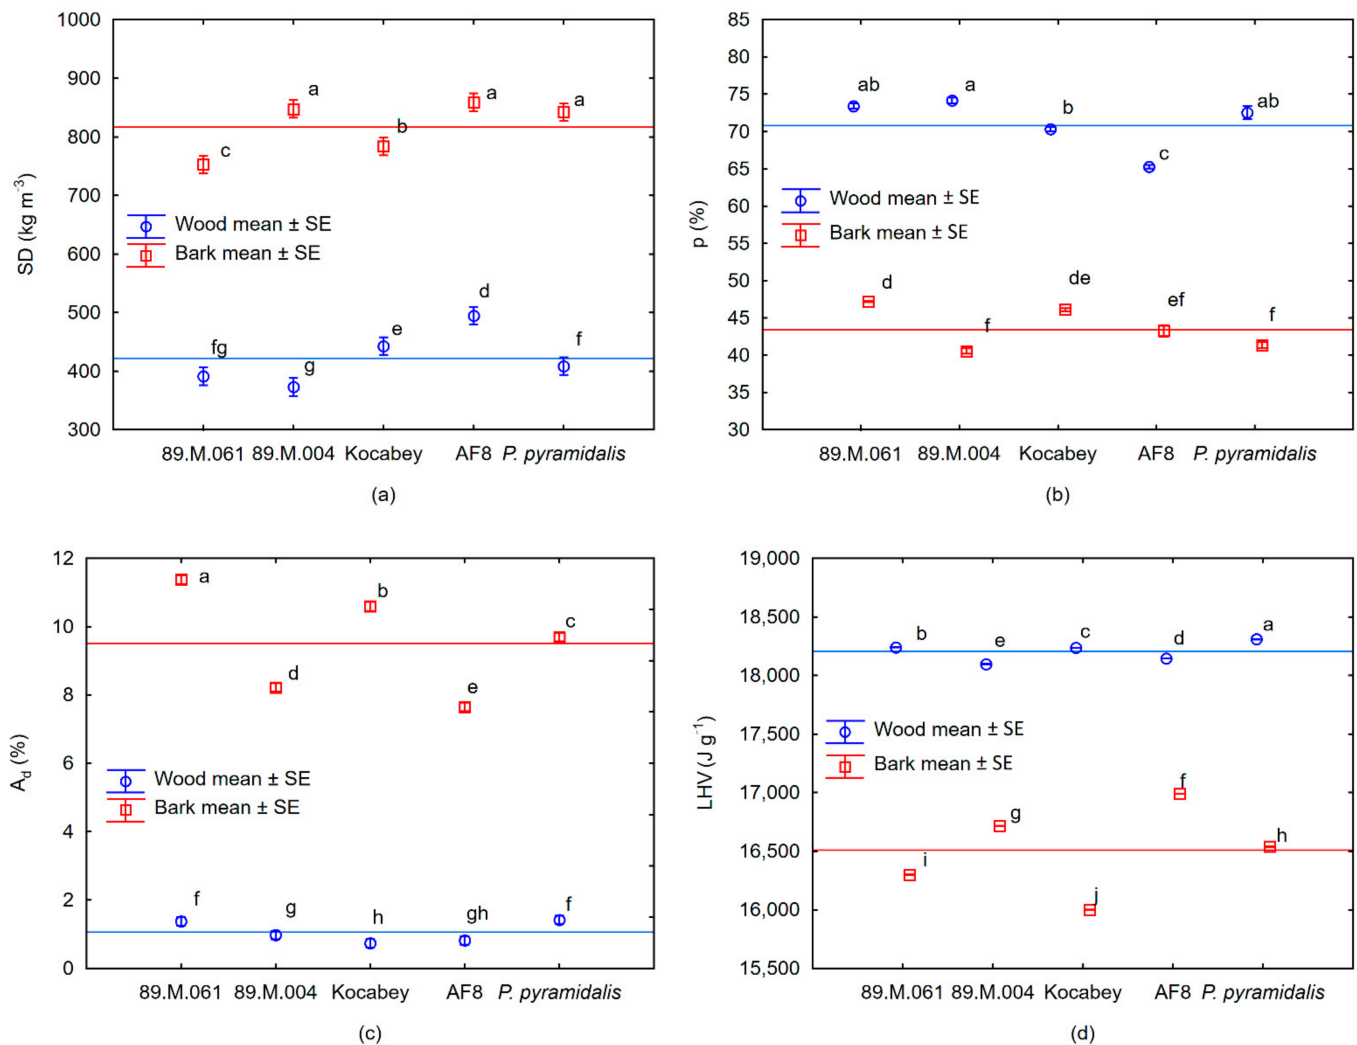 1000
900
800
700
600
500
400
300
SD (kg m⁻³)
c
a
b
a
a
Wood mean ± SE
Bark mean ± SE
fg
g
e
d
f
89.M.061 89.M.004 Kocabey AF8 P. pyramidalis
(a)
85
80
75
70
65
60
55
50
45
40
35
30
p (%)
ab
a
b
c
ab
Wood mean ± SE
Bark mean ± SE
d
f
de
ef
f
89.M.061 89.M.004 Kocabey AF8 P. pyramidalis
(b)
12
10
8
6
4
2
0
A_d (%)
a
d
b
e
c
Wood mean ± SE
Bark mean ± SE
f
g
h
gh
f
89.M.061 89.M.004 Kocabey AF8 P. pyramidalis
(c)
19,000
18,500
18,000
17,500
17,000
16,500
16,000
15,500
LHV (J g⁻¹)
b
e
c
d
a
Wood mean ± SE
Bark mean ± SE
i
g
j
f
h
89.M.061 89.M.004 Kocabey AF8 P. pyramidalis
(d)